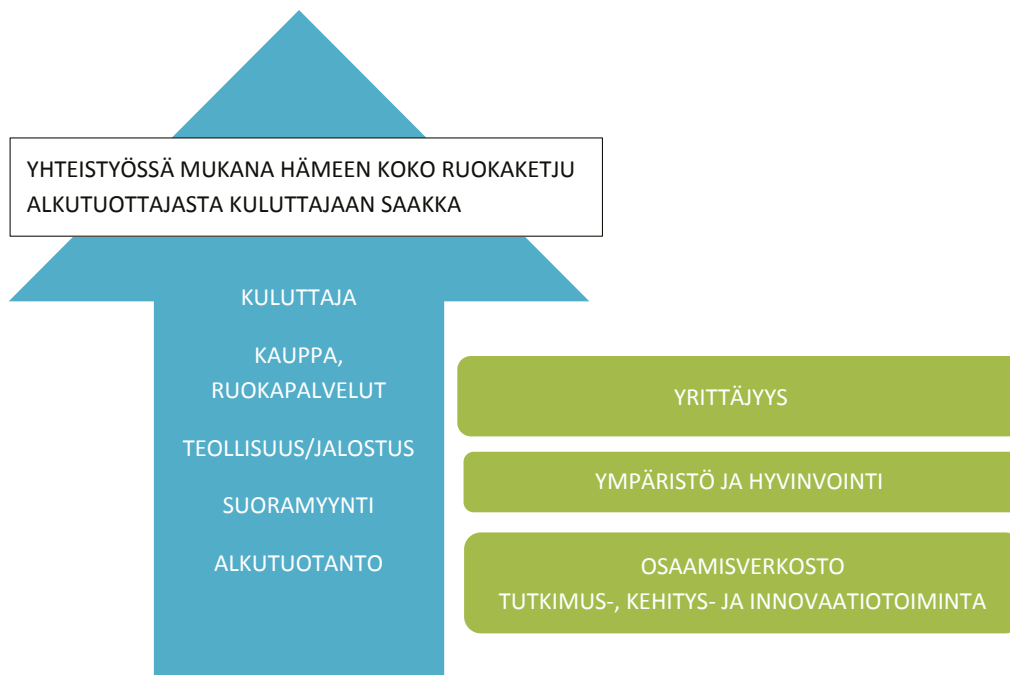 YHTEISTYÖSSÄ MUKANA HÄMEEN KOKO RUOKAKETJU
ALKUTUOTTAJASTA KULUTTAJAAN SAAKKA
KULUTTAJA
KAUPPA,
RUOKAPALVELUT
TEOLLISUUS/JALOSTUS
SUORAMYYNTI
ALKUTUOTANTO
YRITTÄJYYS
YMPÄRISTÖ JA HYVINVOINTI
OSAAMISVERKOSTO
TUTKIMUS-, KEHITYS- JA INNOVAATIOTOIMINTA